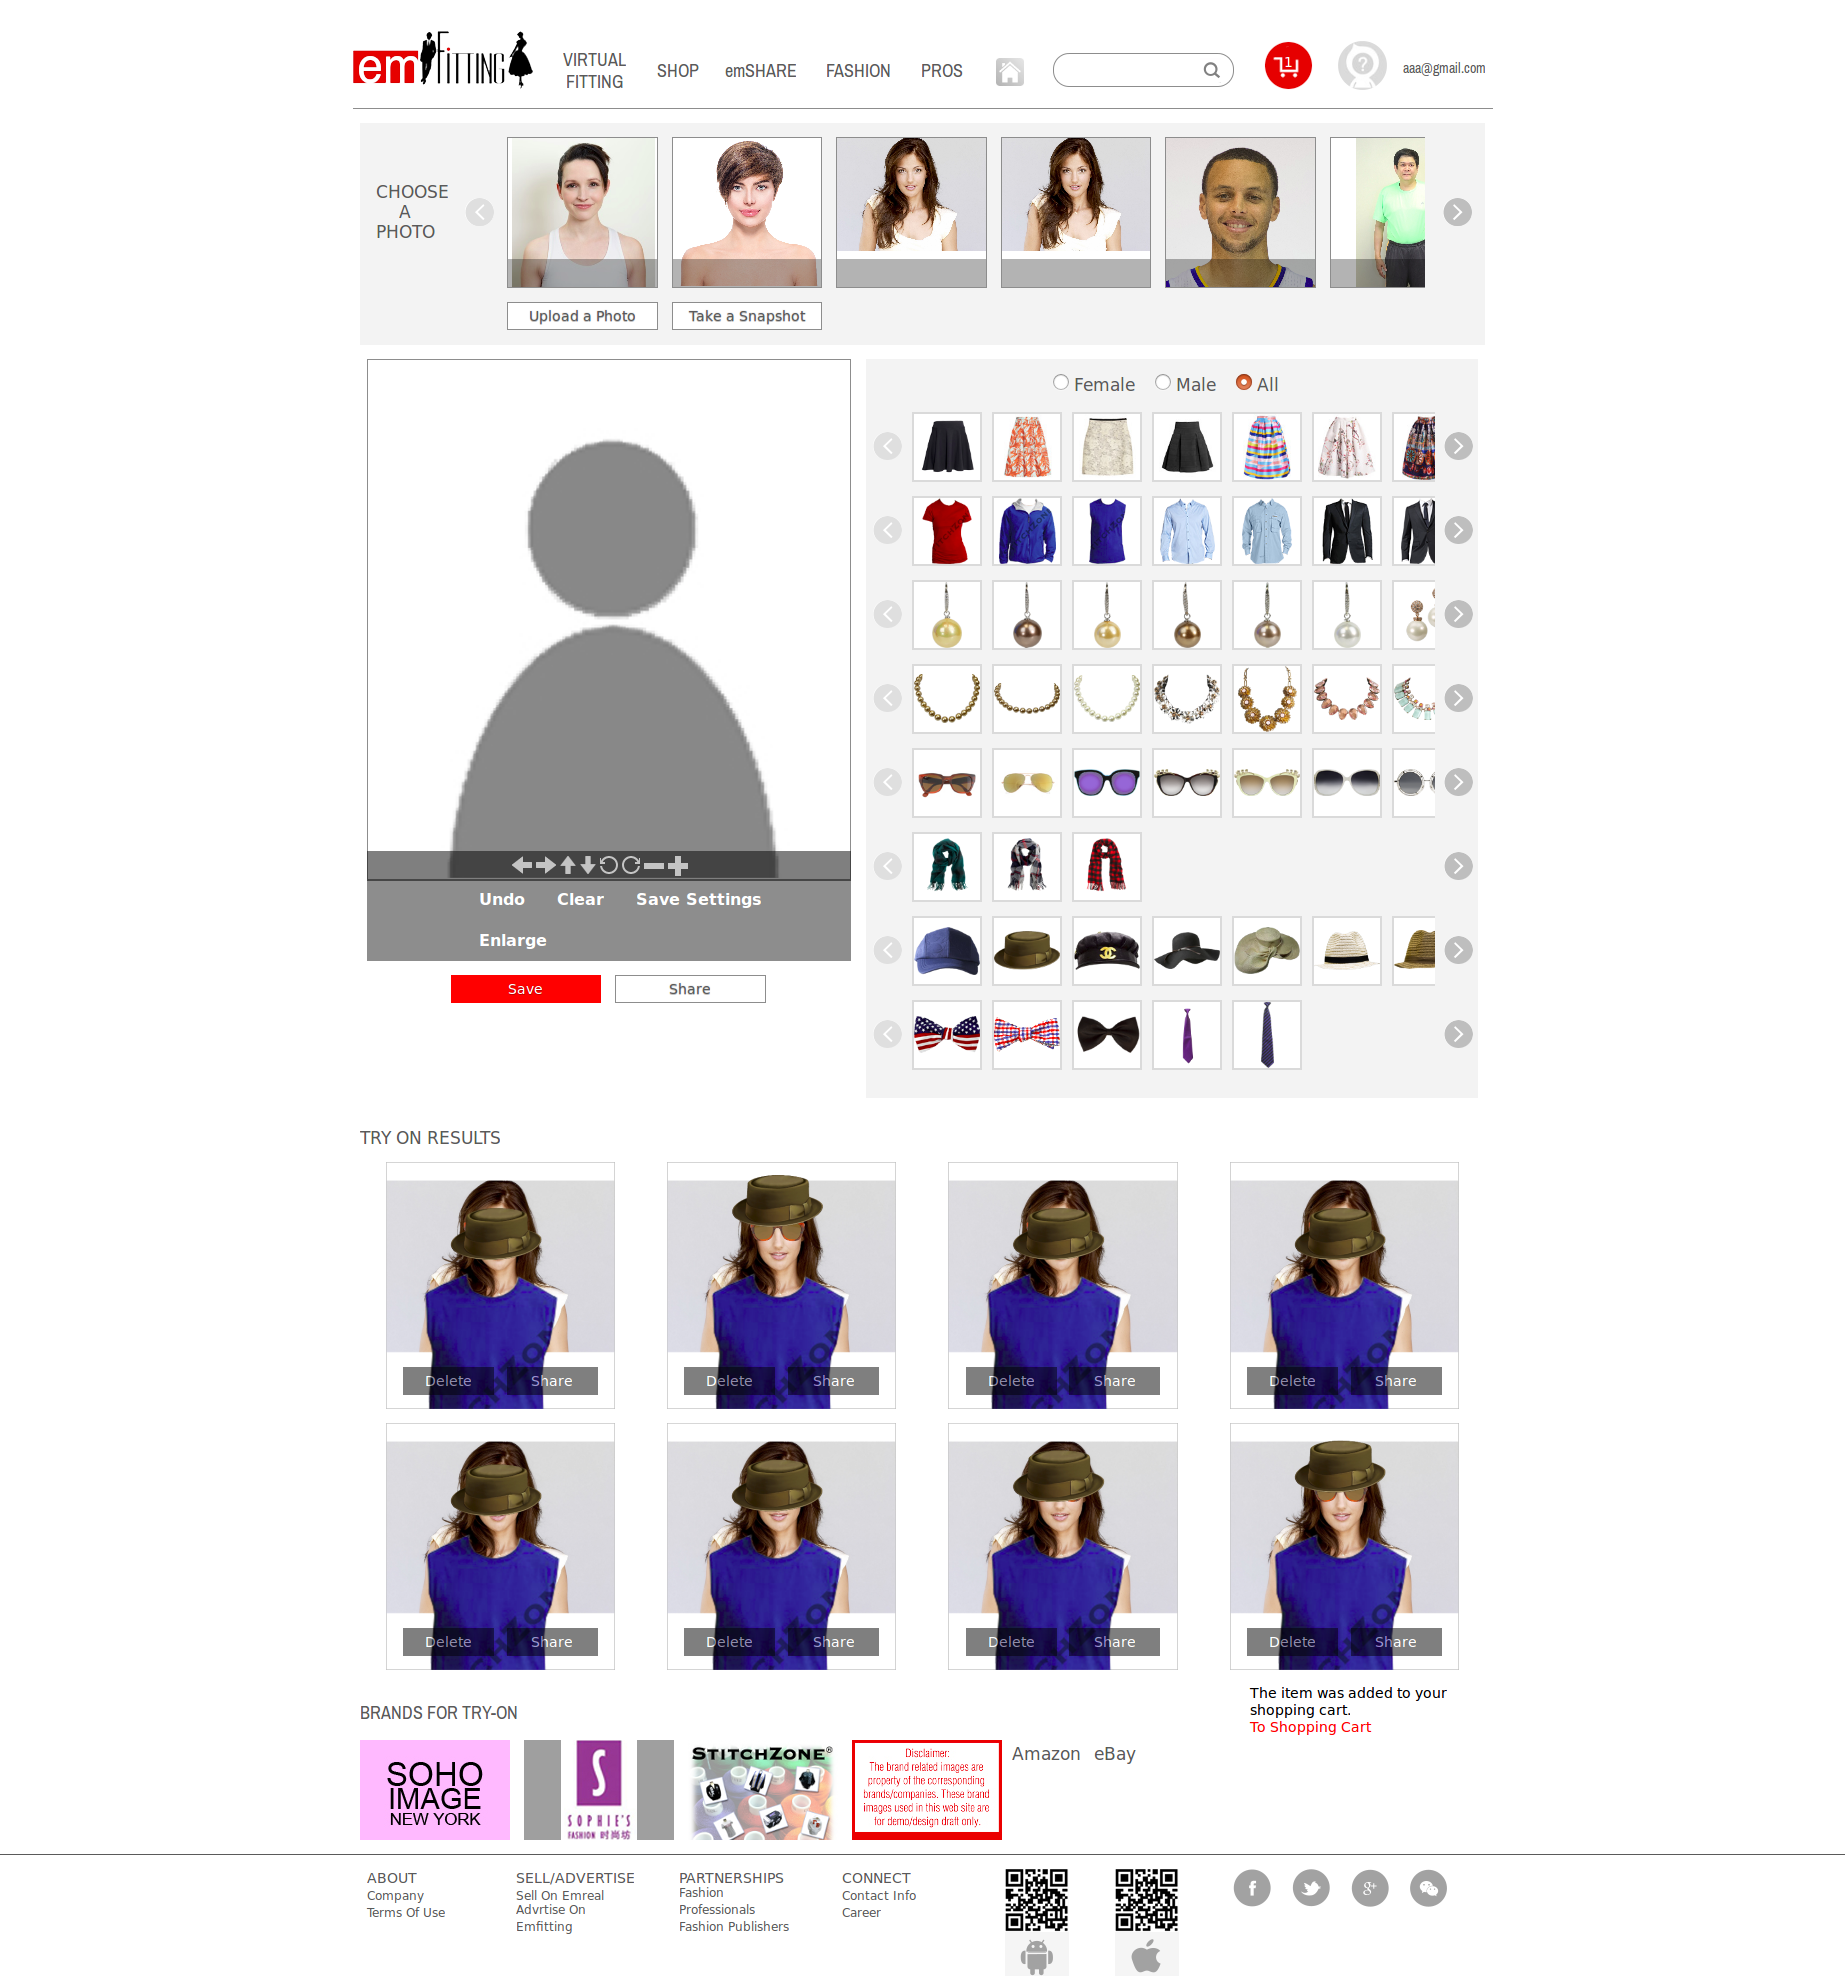 em FITTING
VIRTUAL
FITTING
SHOP
emSHARE
FASHION
PROS
1
?
aaa@gmail.com
CHOOSE
A
PHOTO
Upload a Photo
Take a Snapshot
Female
Male
All
Undo
Clear
Save Settings
Enlarge
Save
Share
TRY ON RESULTS
Delete
Share
Delete
Share
Delete
Share
Delete
Share
Delete
Share
Delete
Share
Delete
Share
Delete
Share
The item was added to your
shopping cart.
To Shopping Cart
BRANDS FOR TRY-ON
SOHO
IMAGE
NEW YORK
S
SOPHIE'S
FASHION 时尚坊
STITCHZONE®
Disclaimer:
The brand related images are
property of the corresponding
brands/companies. These brand
images used in this web site are
for demo/design draft only.
Amazon
eBay
ABOUT
Company
Terms Of Use
SELL/ADVERTISE
Sell On Emreal
Advrtise On
Emfitting
PARTNERSHIPS
Fashion
Professionals
Fashion Publishers
CONNECT
Contact Info
Career
f
g+